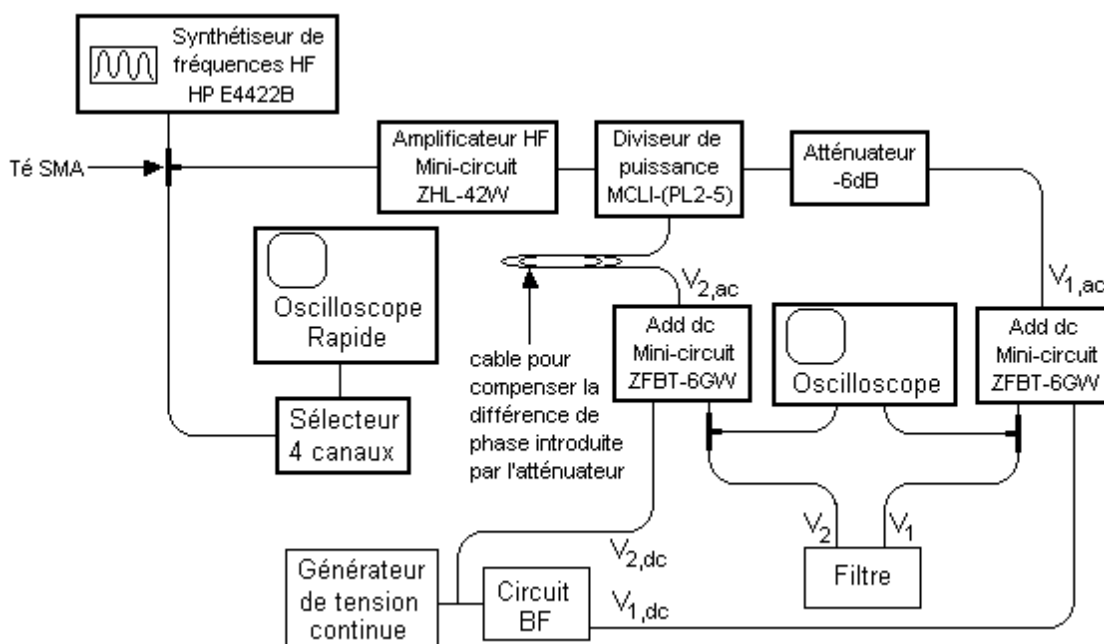 Synthétiseur de
fréquences HF
HP E4422B
Té SMA
Amplificateur HF
Mini-circuit
ZHL-42W
Diviseur de
puissance
MCLI-(PL2-5)
Atténuateur
-6dB
Oscilloscope
Rapide
Sélecteur
4 canaux
cable pour
compenser la
différence de
phase introduite
par l'atténuateur
V2,ac
V1,ac
Add dc
Mini-circuit
ZFBT-6GW
Oscilloscope
Add dc
Mini-circuit
ZFBT-6GW
V2
V1
Filtre
V2,dc
V1,dc
Générateur
de tension
continue
Circuit
BF